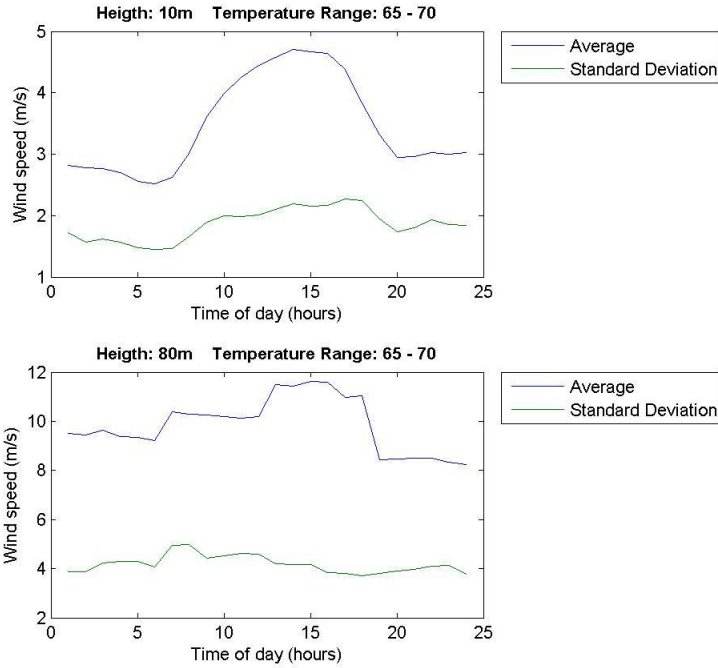 Heigth: 10m Temperature Range: 65 - 70
5
4
3
2
1
Wind speed (m/s)
0 5 10 15 20 25
Time of day (hours)
Average
Standard Deviation
Heigth: 80m Temperature Range: 65 - 70
12
10
8
6
4
2
Wind speed (m/s)
0 5 10 15 20 25
Time of day (hours)
Average
Standard Deviation